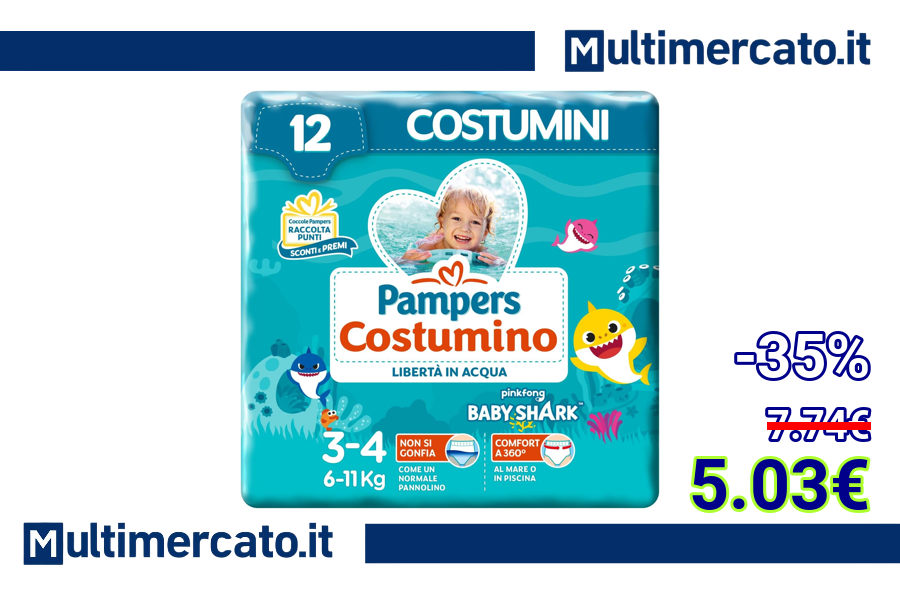 Multimercato.it
12
COSTUMINI
Coccole Pampers
RACCOLTA
PUNTI
SCONTI E PREMI
Pampers
Costumino
LIBERTÀ IN ACQUA
pinkfong
BABY SHARK™
3-4
6-11Kg
NON SI
GONFIA
COME UN
NORMALE
PANNOLINO
COMFORT
A 360°
AL MARE O
IN PISCINA
-35%
7.74€
5.03€
Multimercato.it